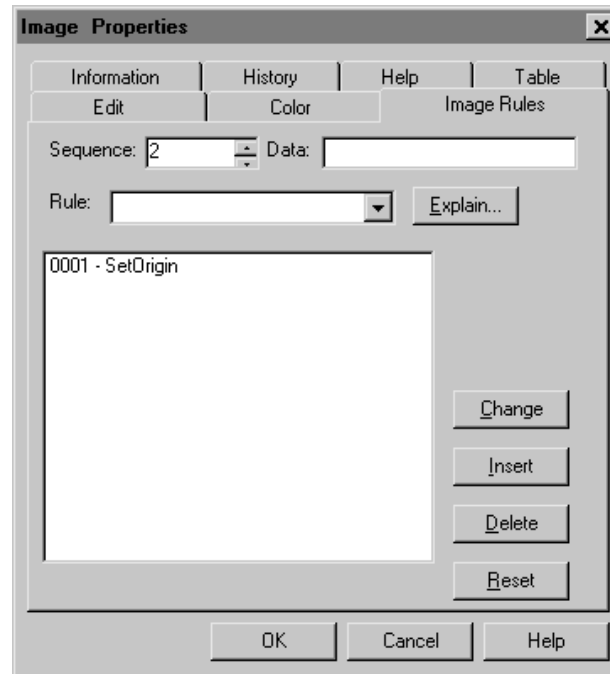 Image Properties
Information History Help Table
Edit Color Image Rules
Sequence: 2 Data:
Rule: Explain...
0001 - SetOrigin
Change
Insert
Delete
Reset
OK Cancel Help